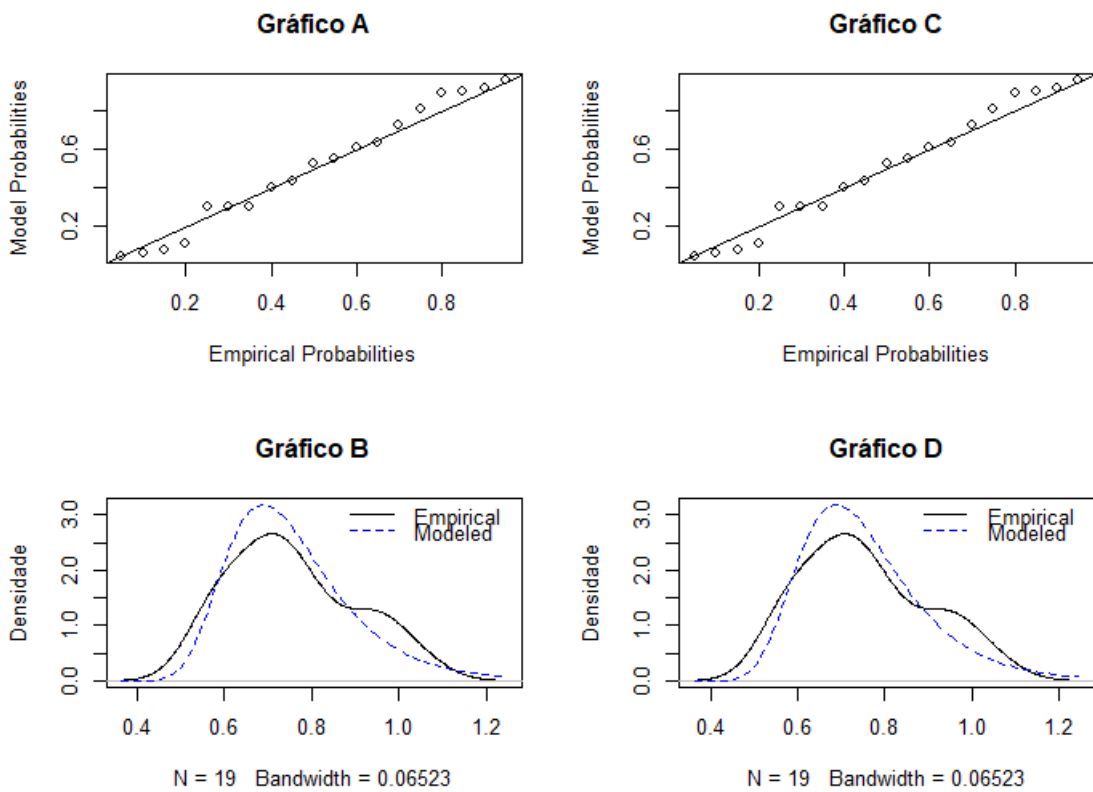 Gráfico A
Model Probabilities
0.2
0.6
0.2
0.4
0.6
0.8
Empirical Probabilities
Gráfico C
Model Probabilities
0.2
0.6
0.2
0.4
0.6
0.8
Empirical Probabilities
Gráfico B
Densidade
0.0
1.0
2.0
3.0
Empirical
Modeled
0.4
0.6
0.8
1.0
1.2
N = 19 Bandwidth = 0.06523
Gráfico D
Densidade
0.0
1.0
2.0
3.0
Empirical
Modeled
0.4
0.6
0.8
1.0
1.2
N = 19 Bandwidth = 0.06523